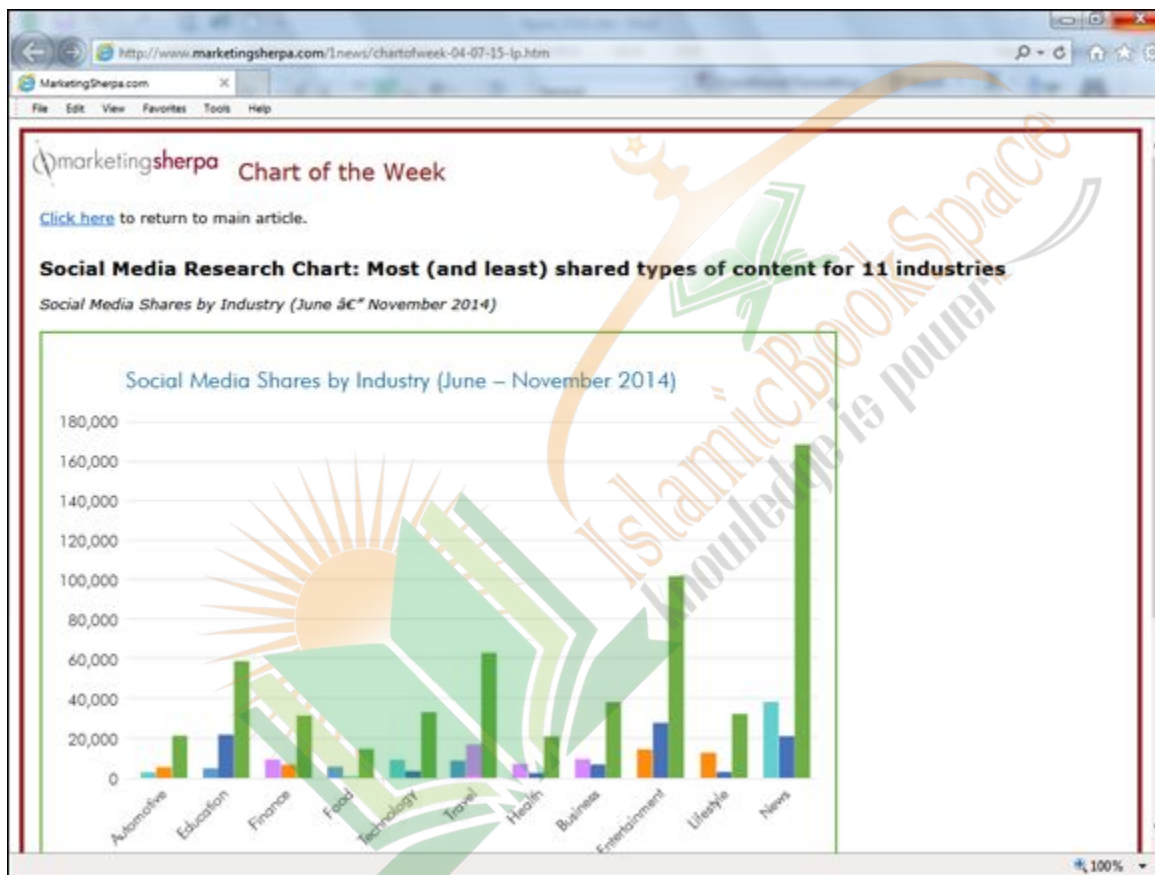 http://www.marketingsherpa.com/1news/chartofweek-04-07-15-lp.htm
MarketingSherpa.com
File Edit View Favorites Tools Help
marketingsherpa Chart of the Week
Click here to return to main article.
Social Media Research Chart: Most (and least) shared types of content for 11 industries
Social Media Shares by Industry (June â€" November 2014)
Social Media Shares by Industry (June – November 2014)
180,000
160,000
140,000
120,000
100,000
80,000
60,000
40,000
20,000
0
Automotive Education Finance Food Technology Travel Health Business Entertainment Lifestyle News
IslamicBookSpace
knowledge is power
100%